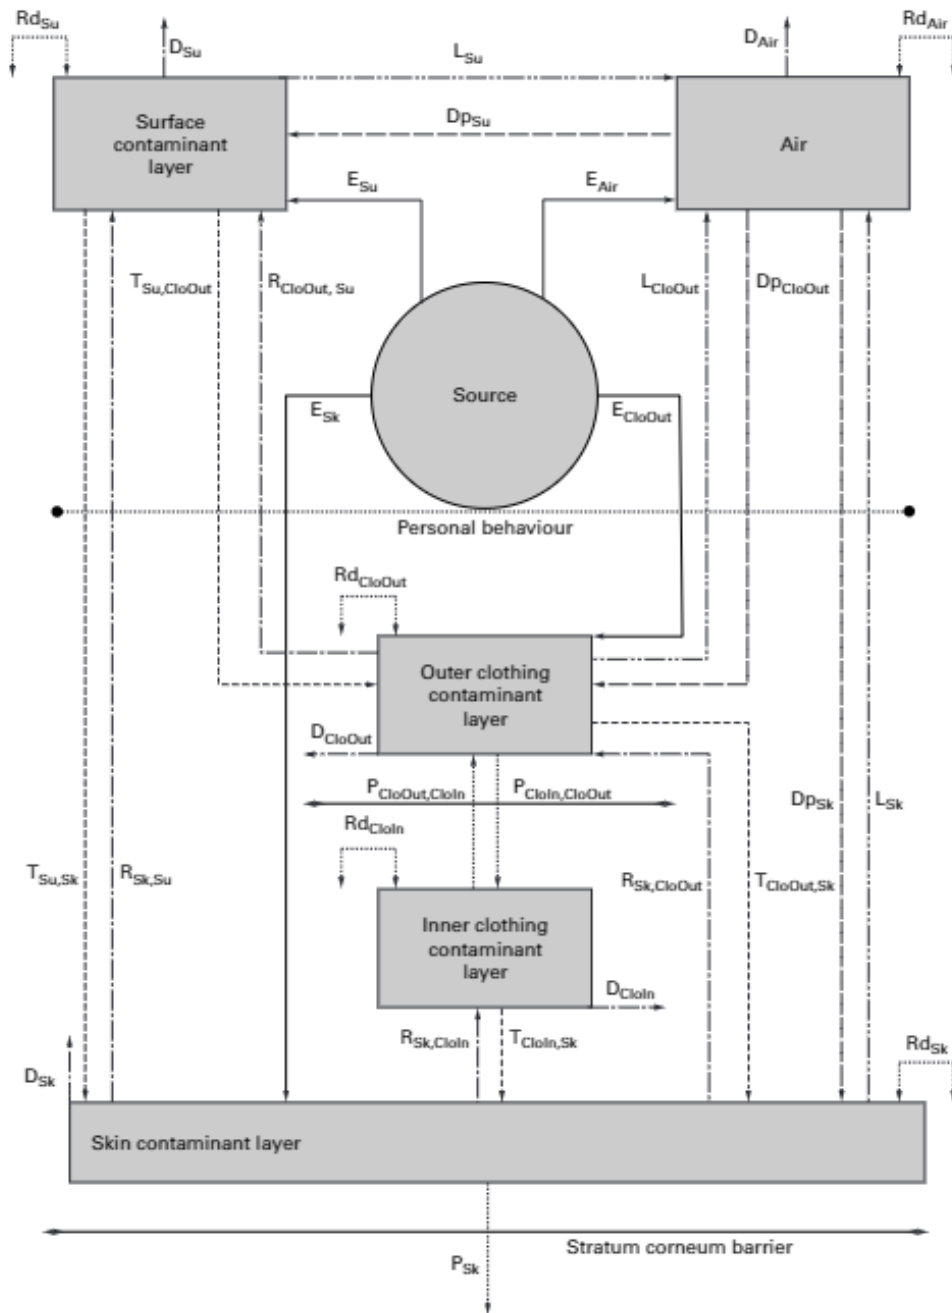 Rd_Su
D_Su
L_Su
D_Air
Rd_Air
Surface
contaminant
layer
Dp_Su
Air
E_Su
E_Air
T_Su,CloOut
R_CloOut, Su
L_CloOut
Dp_CloOut
Source
E_Sk
E_CloOut
Personal behaviour
Rd_CloOut
Outer clothing
contaminant
layer
D_CloOut
P_CloOut,CloIn
P_CloIn,CloOut
Dp_Sk
L_Sk
Rd_CloIn
T_Su,Sk
R_Sk,Su
R_Sk,CloOut
T_CloOut,Sk
Inner clothing
contaminant
layer
D_CloIn
R_Sk,CloIn
T_CloIn,Sk
Rd_Sk
D_Sk
Skin contaminant layer
Stratum corneum barrier
P_Sk